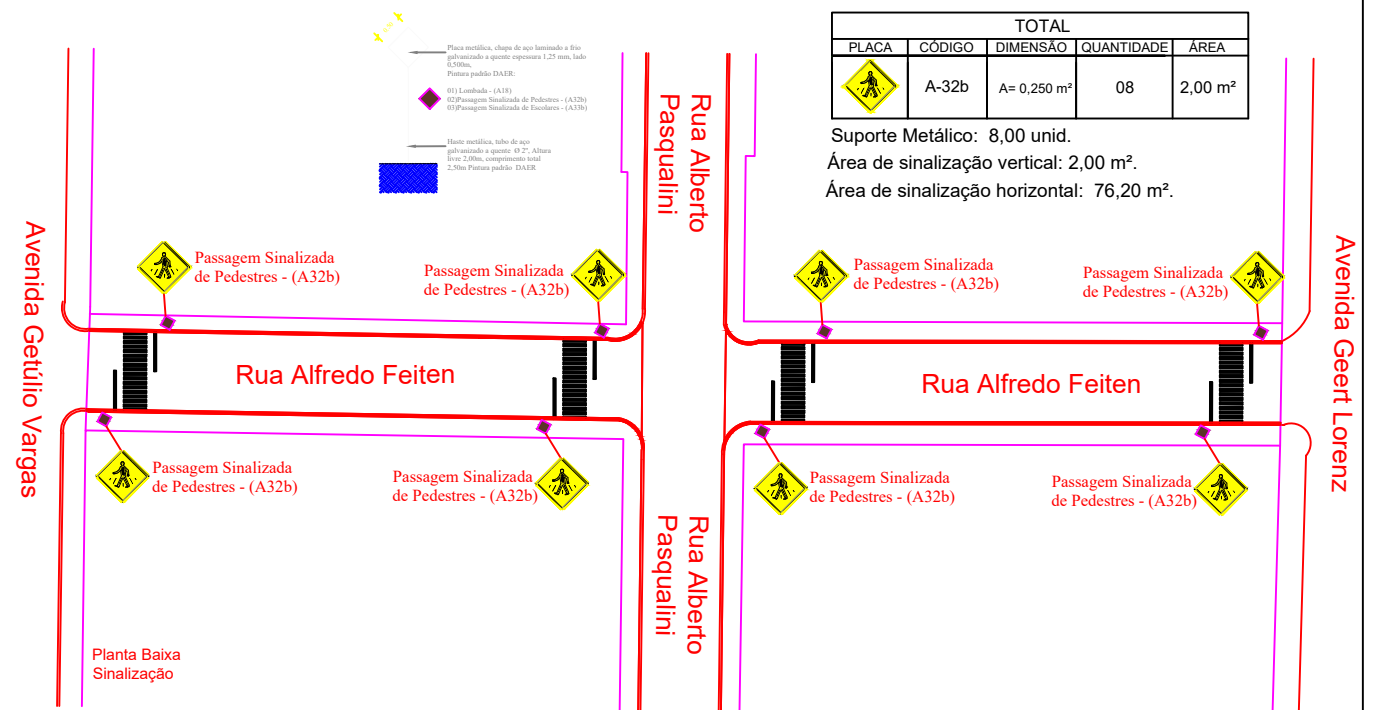 TOTAL
PLACA CÓDIGO DIMENSÃO QUANTIDADE ÁREA
A-32b A= 0,250 m² 08 2,00 m²
Suporte Metálico: 8,00 unid.
Área de sinalização vertical: 2,00 m².
Área de sinalização horizontal: 76,20 m².
Placa metálica, chapa de aço laminado a frio
galvanizado a quente espessura 1,25 mm, lado
0,500m,
Pintura padrão DAER:
01) Lombada - (A18)
02)Passagem Sinalizada de Pedestres - (A32b)
03)Passagem Sinalizada de Escolares - (A33b)
Haste metálica, tubo de aço
galvanizado a quente Ø 2", Altura
livre 2,00m, comprimento total
2,50m Pintura padrão DAER
Rua Alberto
Pasqualini
Avenida Getúlio Vargas
Passagem Sinalizada
de Pedestres - (A32b)
Passagem Sinalizada
de Pedestres - (A32b)
Passagem Sinalizada
de Pedestres - (A32b)
Passagem Sinalizada
de Pedestres - (A32b)
Avenida Geert Lorenz
Rua Alfredo Feiten
Rua Alfredo Feiten
Passagem Sinalizada
de Pedestres - (A32b)
Passagem Sinalizada
de Pedestres - (A32b)
Passagem Sinalizada
de Pedestres - (A32b)
Passagem Sinalizada
de Pedestres - (A32b)
Rua Alberto
Pasqualini
Planta Baixa
Sinalização